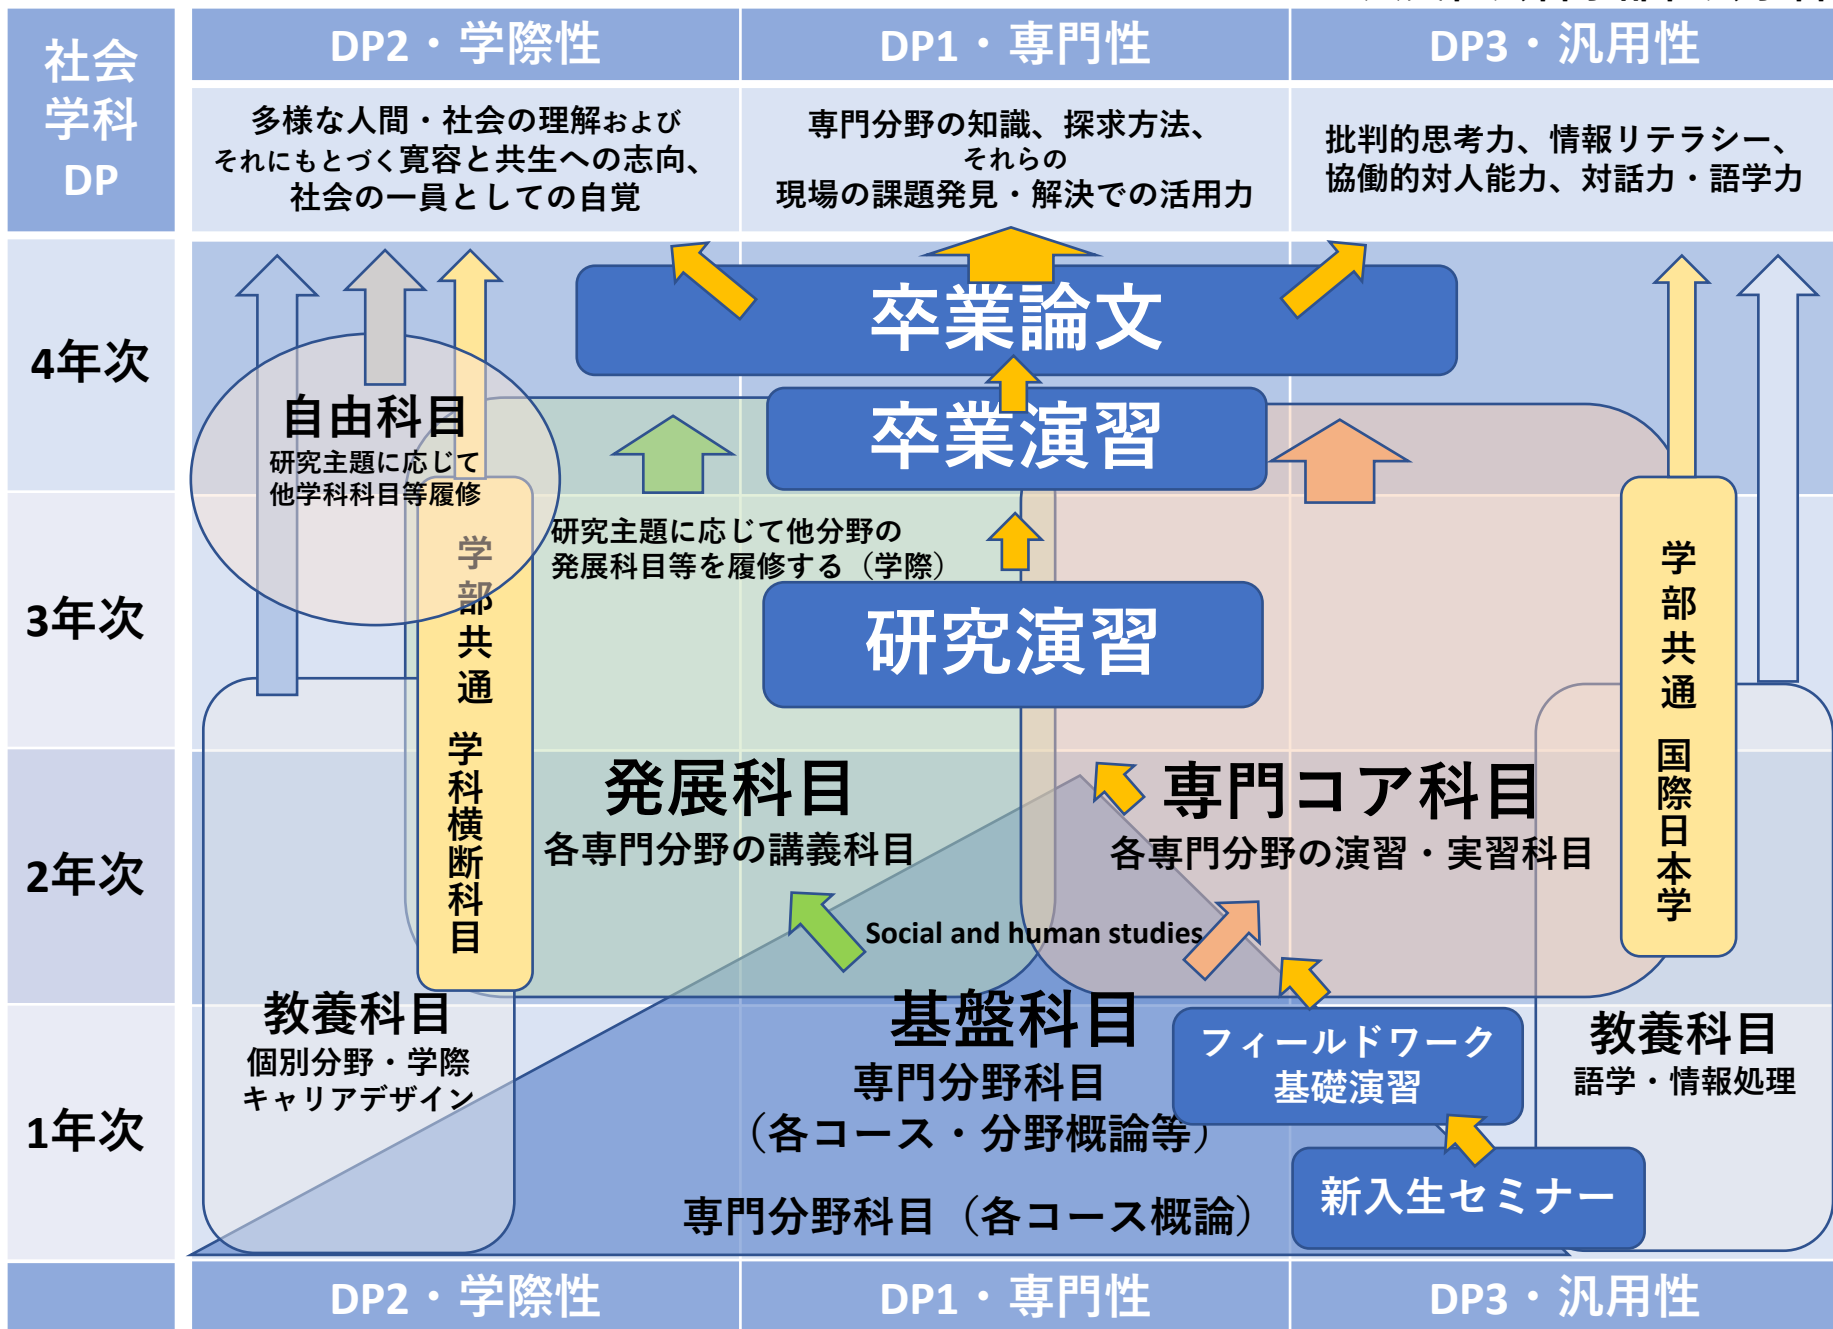 社会
学科
DP
DP2・学際性
DP1・専門性
DP3・汎用性
多様な人間・社会の理解および
それにもとづく寛容と共生への志向、
社会の一員としての自覚
専門分野の知識、探求方法、
それらの
現場の課題発見・解決での活用力
批判的思考力、情報リテラシー、
協働的対人能力、対話力・語学力
4年次
卒業論文
卒業演習
自由科目
研究主題に応じて
他学科科目等履修
3年次
研究主題に応じて他分野の
発展科目等を履修する（学際）
研究演習
学部共通 学科横断科目
学部共通 国際日本学
2年次
発展科目
各専門分野の講義科目
専門コア科目
各専門分野の演習・実習科目
Social and human studies
1年次
教養科目
個別分野・学際
キャリアデザイン
基盤科目
専門分野科目
（各コース・分野概論等）
専門分野科目（各コース概論）
フィールドワーク
基礎演習
新入生セミナー
教養科目
語学・情報処理
DP2・学際性
DP1・専門性
DP3・汎用性